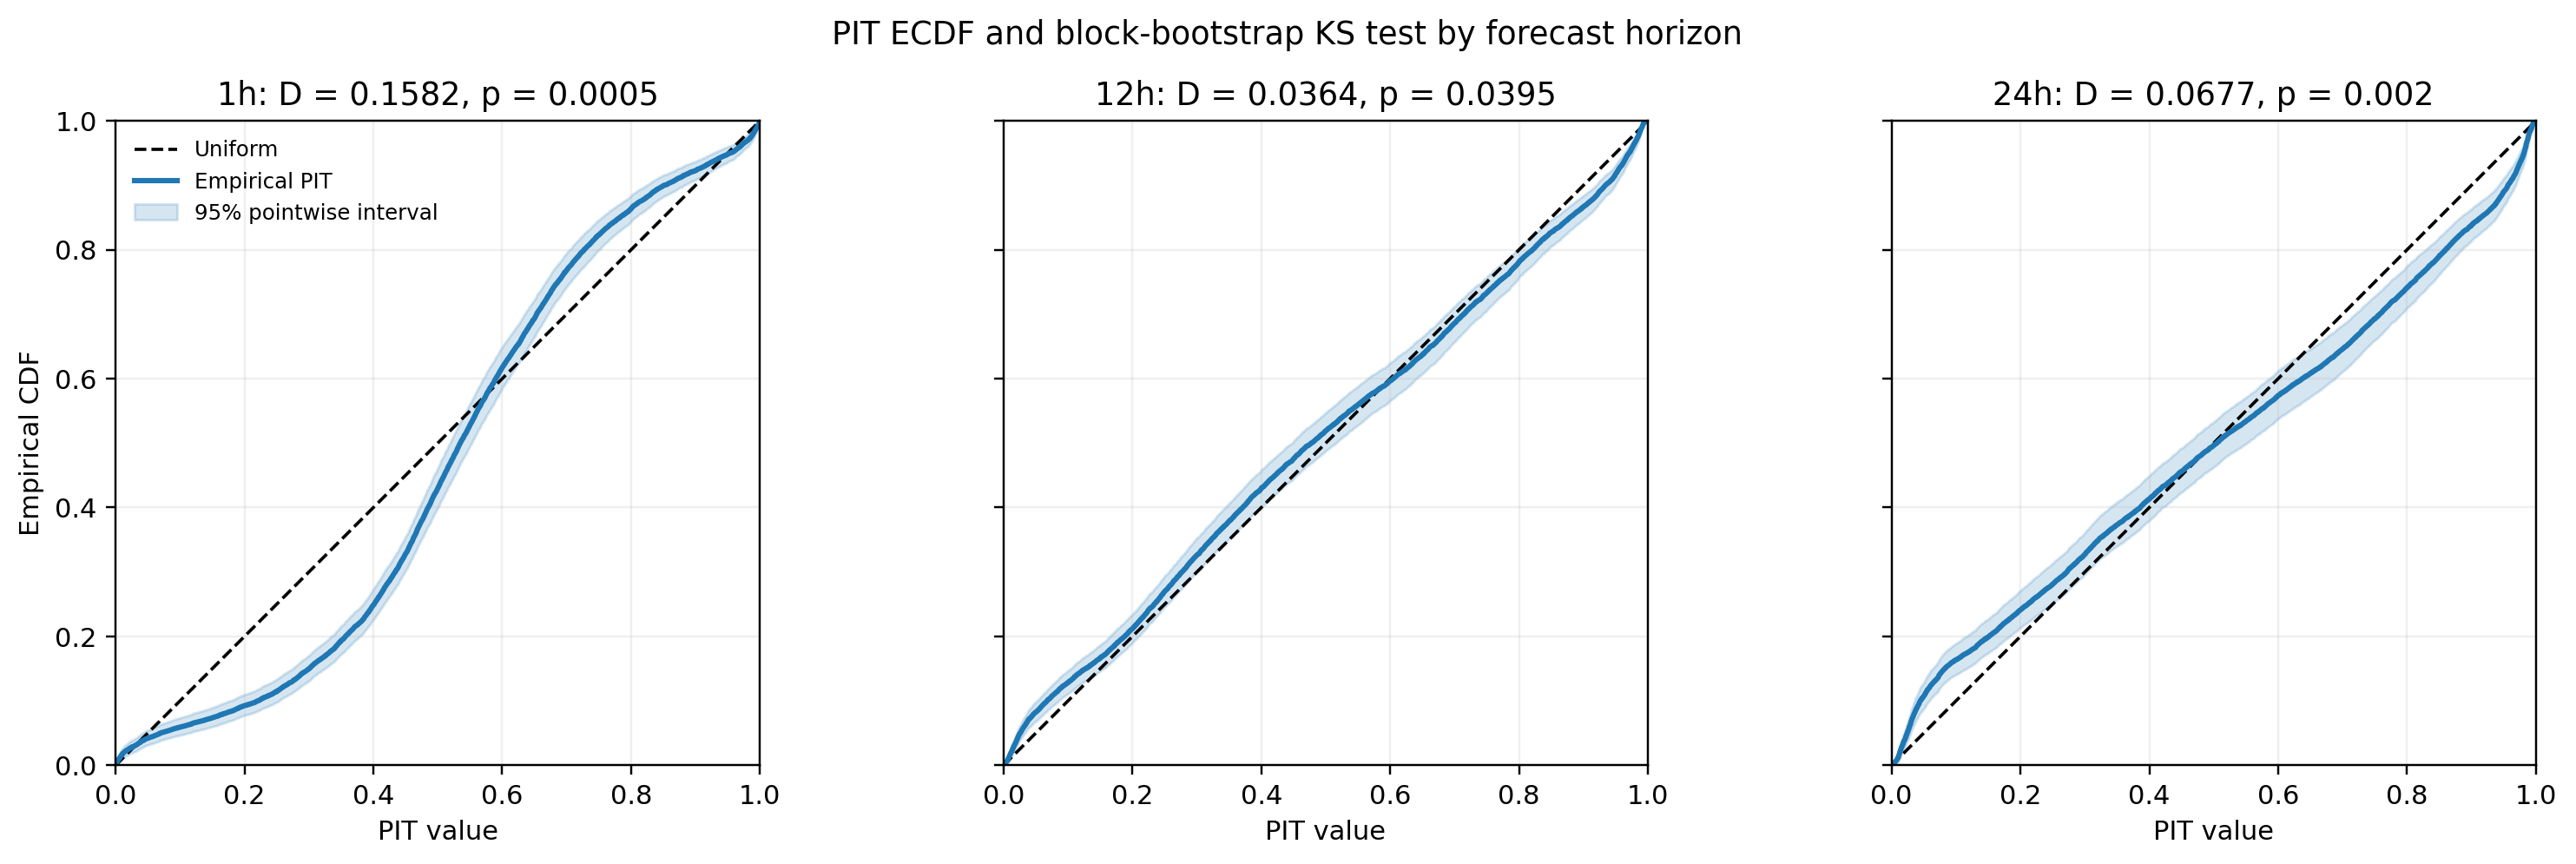 PIT ECDF and block-bootstrap KS test by forecast horizon
1h: D = 0.1582, p = 0.0005
1.0
0.8
0.6
0.4
0.2
0.0
Empirical CDF
Uniform
Empirical PIT
95% pointwise interval
0.0 0.2 0.4 0.6 0.8 1.0
PIT value
12h: D = 0.0364, p = 0.0395
0.0 0.2 0.4 0.6 0.8 1.0
PIT value
24h: D = 0.0677, p = 0.002
0.0 0.2 0.4 0.6 0.8 1.0
PIT value